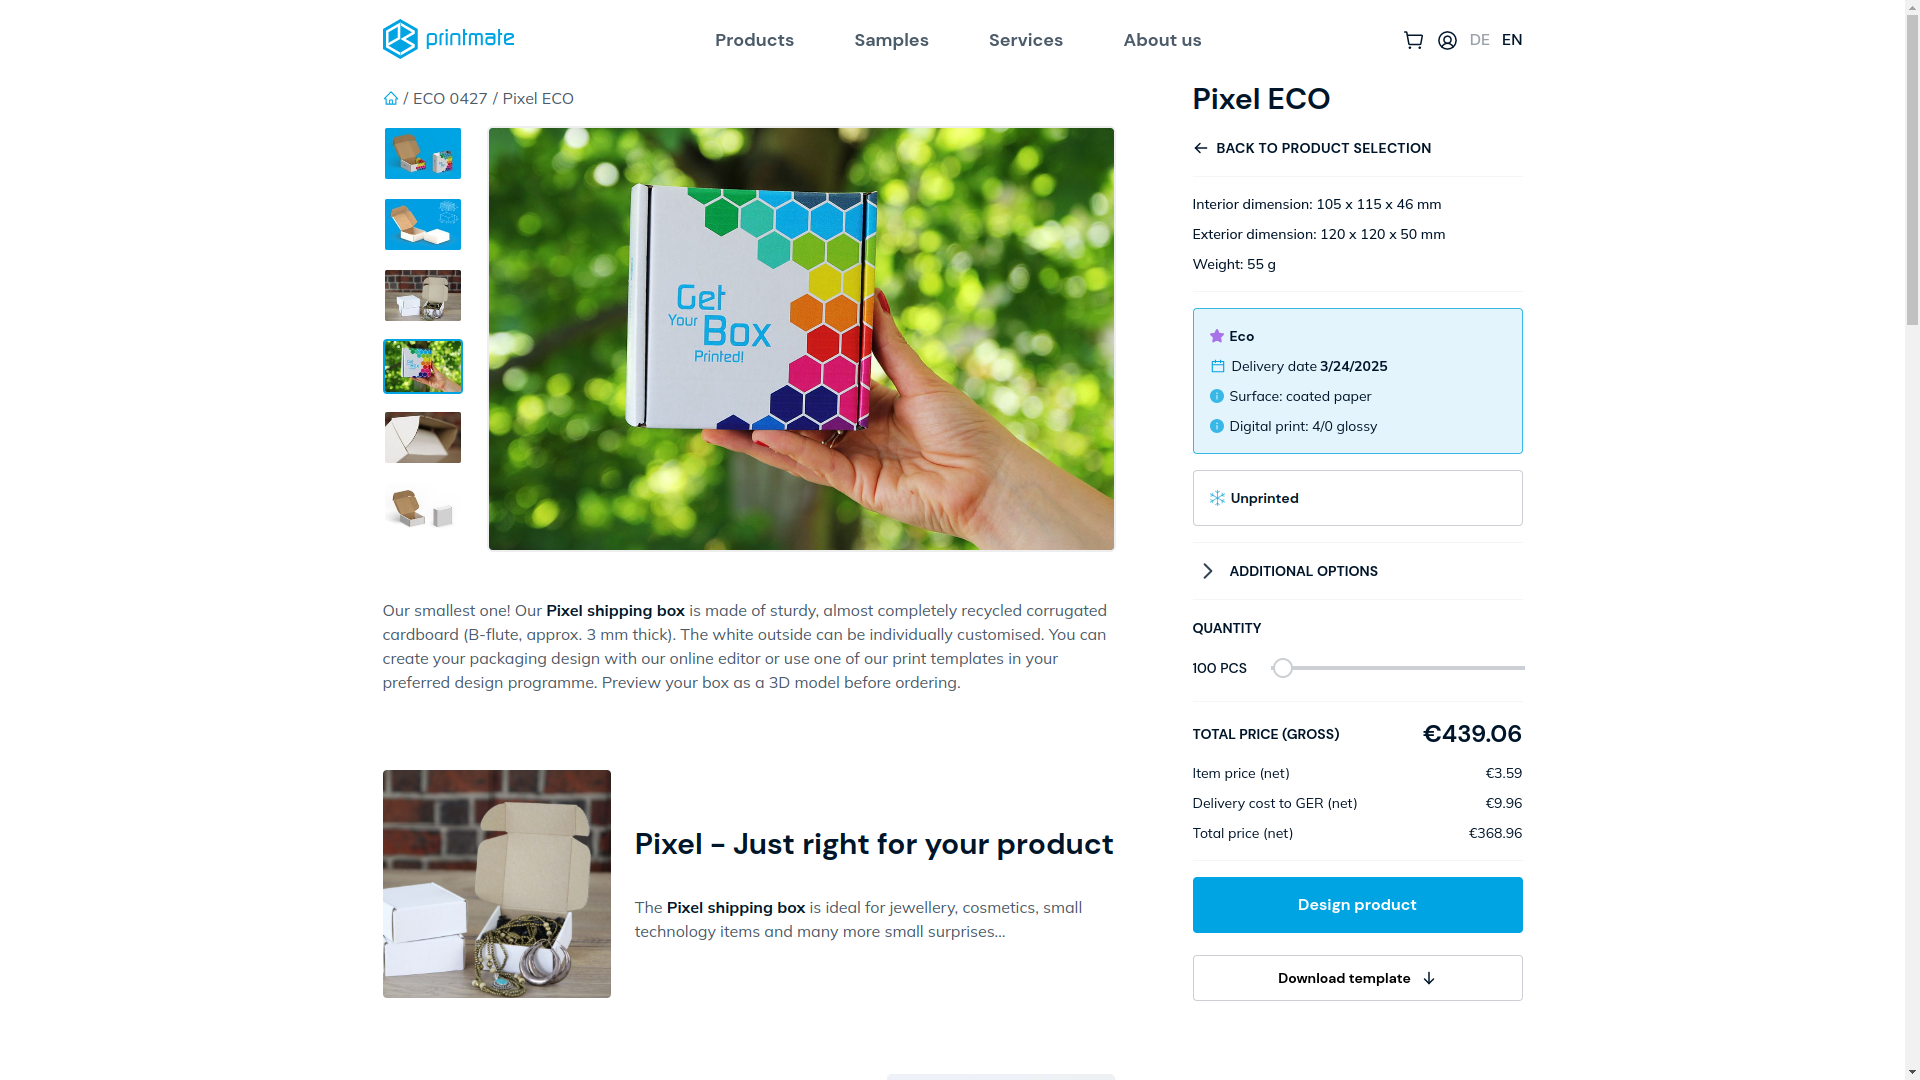 printmate
Products
Samples
Services
About us
DE
EN
/ ECO 0427 / Pixel ECO
Get
Your Box
Printed!
Our smallest one! Our Pixel shipping box is made of sturdy, almost completely recycled corrugated
cardboard (B-flute, approx. 3 mm thick). The white outside can be individually customised. You can
create your packaging design with our online editor or use one of our print templates in your
preferred design programme. Preview your box as a 3D model before ordering.
Pixel - Just right for your product
The Pixel shipping box is ideal for jewellery, cosmetics, small
technology items and many more small surprises...
Pixel ECO
BACK TO PRODUCT SELECTION
Interior dimension: 105 x 115 x 46 mm
Exterior dimension: 120 x 120 x 50 mm
Weight: 55 g
Eco
Delivery date 3/24/2025
Surface: coated paper
Digital print: 4/0 glossy
Unprinted
ADDITIONAL OPTIONS
QUANTITY
100 PCS
TOTAL PRICE (GROSS) €439.06
Item price (net) €3.59
Delivery cost to GER (net) €9.96
Total price (net) €368.96
Design product
Download template